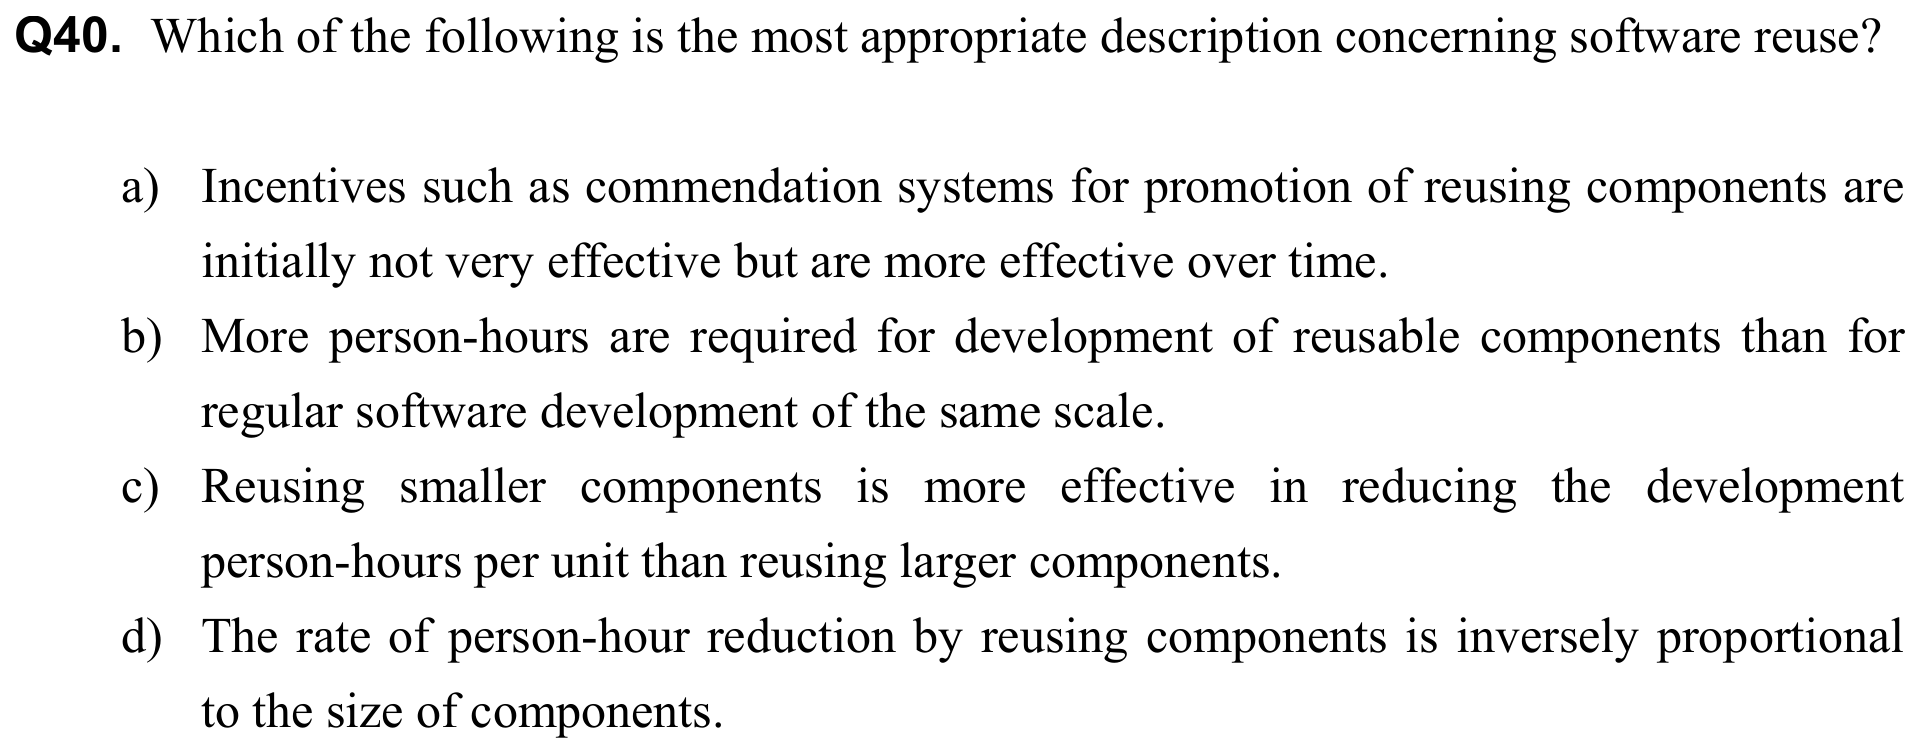 Q40. Which of the following is the most appropriate description concerning software reuse?
a) Incentives such as commendation systems for promotion of reusing components are
initially not very effective but are more effective over time.
b) More person-hours are required for development of reusable components than for
regular software development of the same scale.
c) Reusing smaller components is more effective in reducing the development
person-hours per unit than reusing larger components.
d) The rate of person-hour reduction by reusing components is inversely proportional
to the size of components.